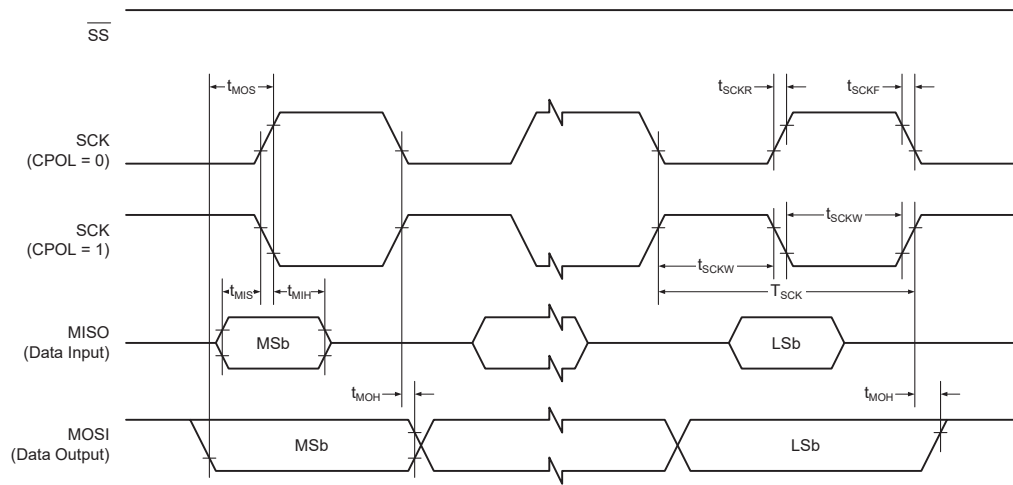 SS
tMOS
tSCKR
tSCKF
SCK
(CPOL = 0)
SCK
(CPOL = 1)
tSCKW
tSCKW
TSCK
tMIS
tMIH
MISO
(Data Input)
MSb
LSb
tMOH
tMOH
MOSI
(Data Output)
MSb
LSb